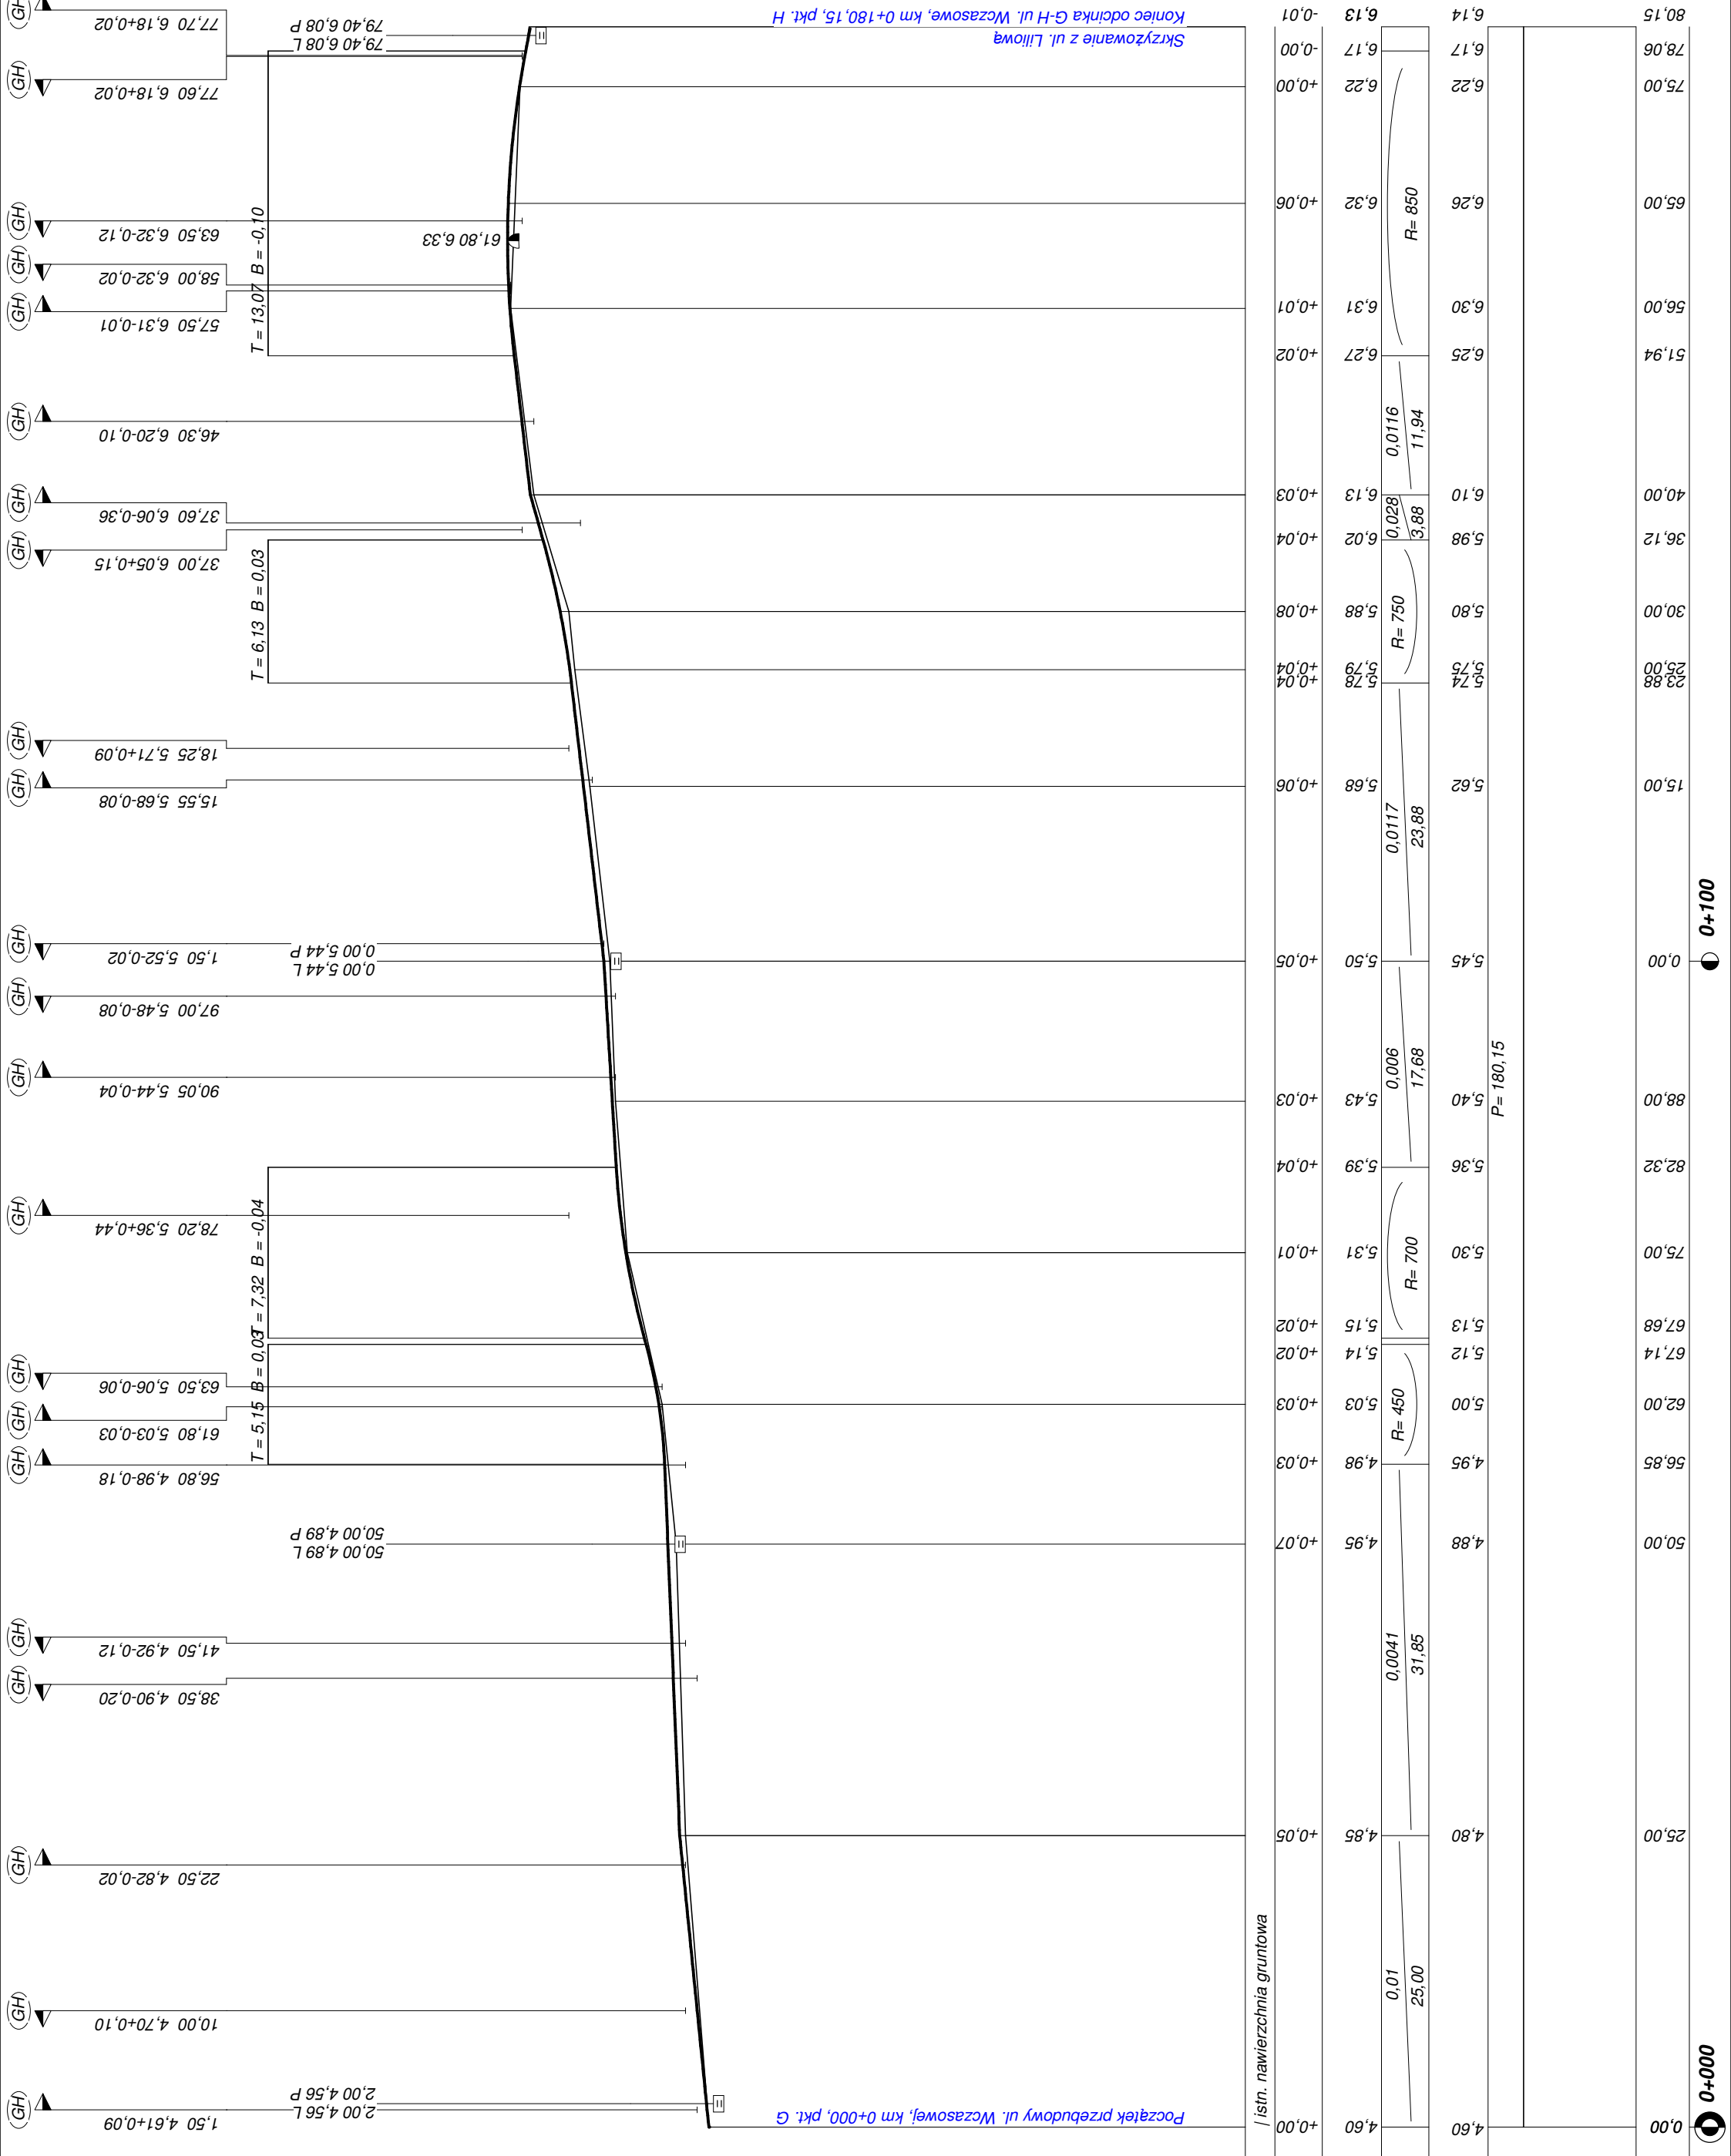 (GH) 77,70 6,18+0,02
(GH) 77,60 6,18+0,02
(GH) 63,50 6,32-0,12
(GH) 58,00 6,32-0,02
(GH) 57,50 6,31-0,01
(GH) 46,30 6,20-0,10
(GH) 37,60 6,06-0,36
(GH) 37,00 6,05+0,15
(GH) 18,25 5,71+0,09
(GH) 15,55 5,68-0,08
(GH) 1,50 5,52-0,02
(GH) 97,00 5,48-0,08
(GH) 90,05 5,44-0,04
(GH) 78,20 5,36+0,44
(GH) 63,50 5,06-0,06
(GH) 61,80 5,03-0,03
(GH) 56,80 4,98-0,18
(GH) 41,50 4,92-0,12
(GH) 38,50 4,90-0,20
(GH) 22,50 4,82-0,02
(GH) 10,00 4,70+0,10
(GH) 1,50 4,61+0,09
79,40 6,08 P
79,40 6,08 L
T = 13,07 B = -0,10
61,80 6,33
T = 6,13 B = 0,03
0,00 5,44 P
0,00 5,44 L
T = 7,32 B = -0,04
T = 5,15 B = 0,03
50,00 4,89 P
50,00 4,89 L
2,00 4,56 P
2,00 4,56 L
Koniec odcinka G-H ul. Wczasowe, km 0+180,15, pkt. H
Skrzyżowanie z ul. Liliową
Początek przebudowy ul. Wczasowej, km 0+000, pkt. G
| istn. nawierzchnia gruntowa
-0,01 6,13 6,14 80,15
-0,00 6,17 6,17 78,06
+0,00 6,22 6,22 75,00
+0,06 6,32 6,26 65,00
R= 850
+0,01 6,31 6,30 56,00
+0,02 6,27 6,25 51,94
0,0116
11,94
+0,03 6,13 6,10 40,00
0,028
3,88
+0,04 6,02 5,98 36,12
+0,08 5,88 5,80 30,00
R= 750
+0,04 5,79 5,75 25,00
+0,04 5,78 5,74 23,88
+0,06 5,68 5,62 15,00
0,0117
23,88
+0,05 5,50 5,45 0,00
0+100
0,006
17,68
P= 180,15
+0,03 5,43 5,40 88,00
+0,04 5,39 5,36 82,32
+0,01 5,31 5,30 75,00
R= 700
+0,02 5,15 5,13 67,68
+0,02 5,14 5,12 67,14
+0,03 5,03 5,00 62,00
R= 450
+0,03 4,98 4,95 56,85
+0,07 4,95 4,88 50,00
0,0041
31,85
+0,05 4,85 4,80 25,00
0,01
25,00
+0,00 4,60 4,60 0,00
0+000